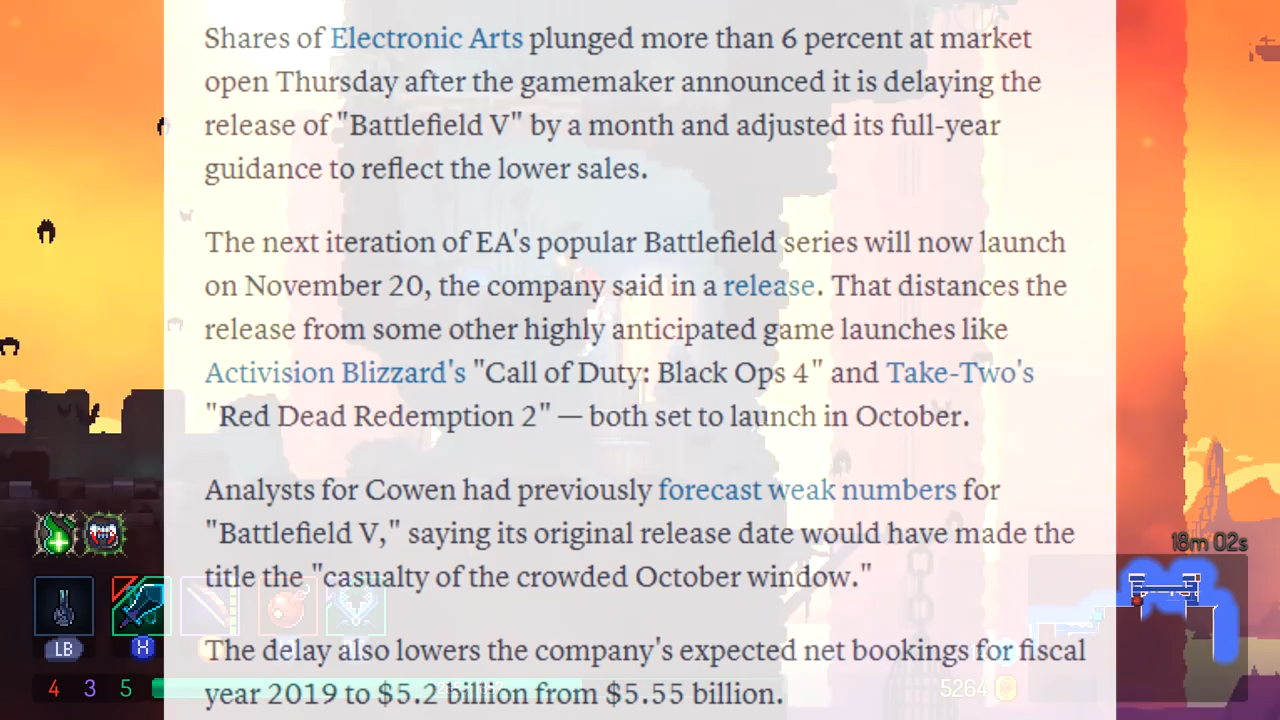 Shares of Electronic Arts plunged more than 6 percent at market
open Thursday after the gamemaker announced it is delaying the
release of "Battlefield V" by a month and adjusted its full-year
guidance to reflect the lower sales.
The next iteration of EA's popular Battlefield series will now launch
on November 20, the company said in a release. That distances the
release from some other highly anticipated game launches like
Activision Blizzard's "Call of Duty: Black Ops 4" and Take-Two's
"Red Dead Redemption 2" — both set to launch in October.
Analysts for Cowen had previously forecast weak numbers for
"Battlefield V," saying its original release date would have made the
title the "casualty of the crowded October window."
The delay also lowers the company's expected net bookings for fiscal
year 2019 to $5.2 billion from $5.55 billion.
18m 02s
LB
X
4 3 5
5264